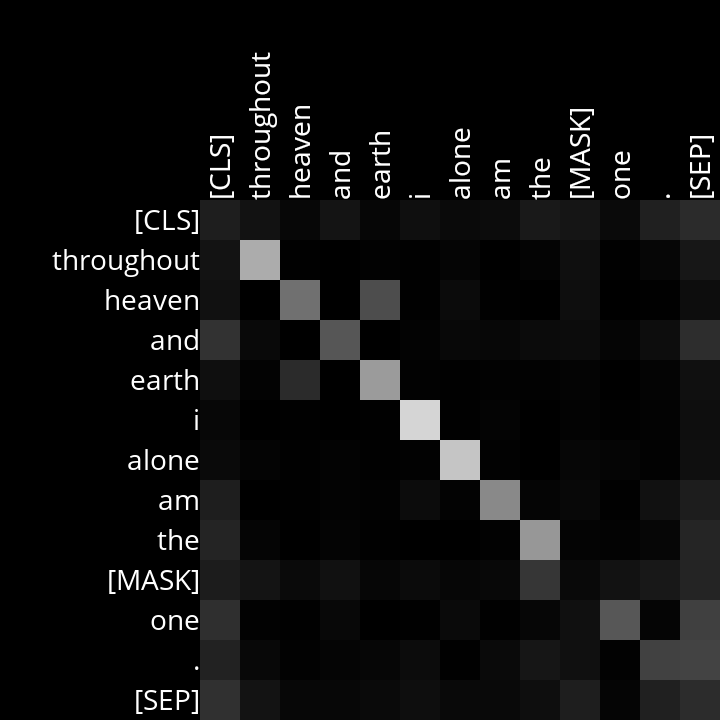 [CLS]
throughout
heaven
and
earth
i
alone
am
the
[MASK]
one
.
[SEP]
[CLS]
throughout
heaven
and
earth
i
alone
am
the
[MASK]
one
.
[SEP]